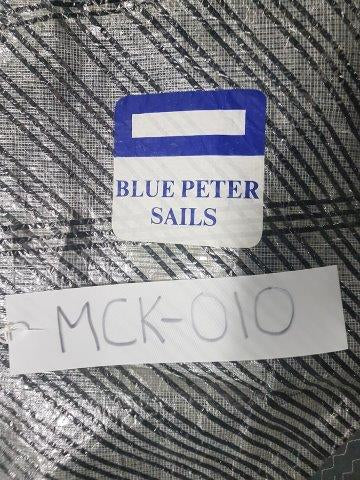 BLUE PETER
SAILS
MCK-010